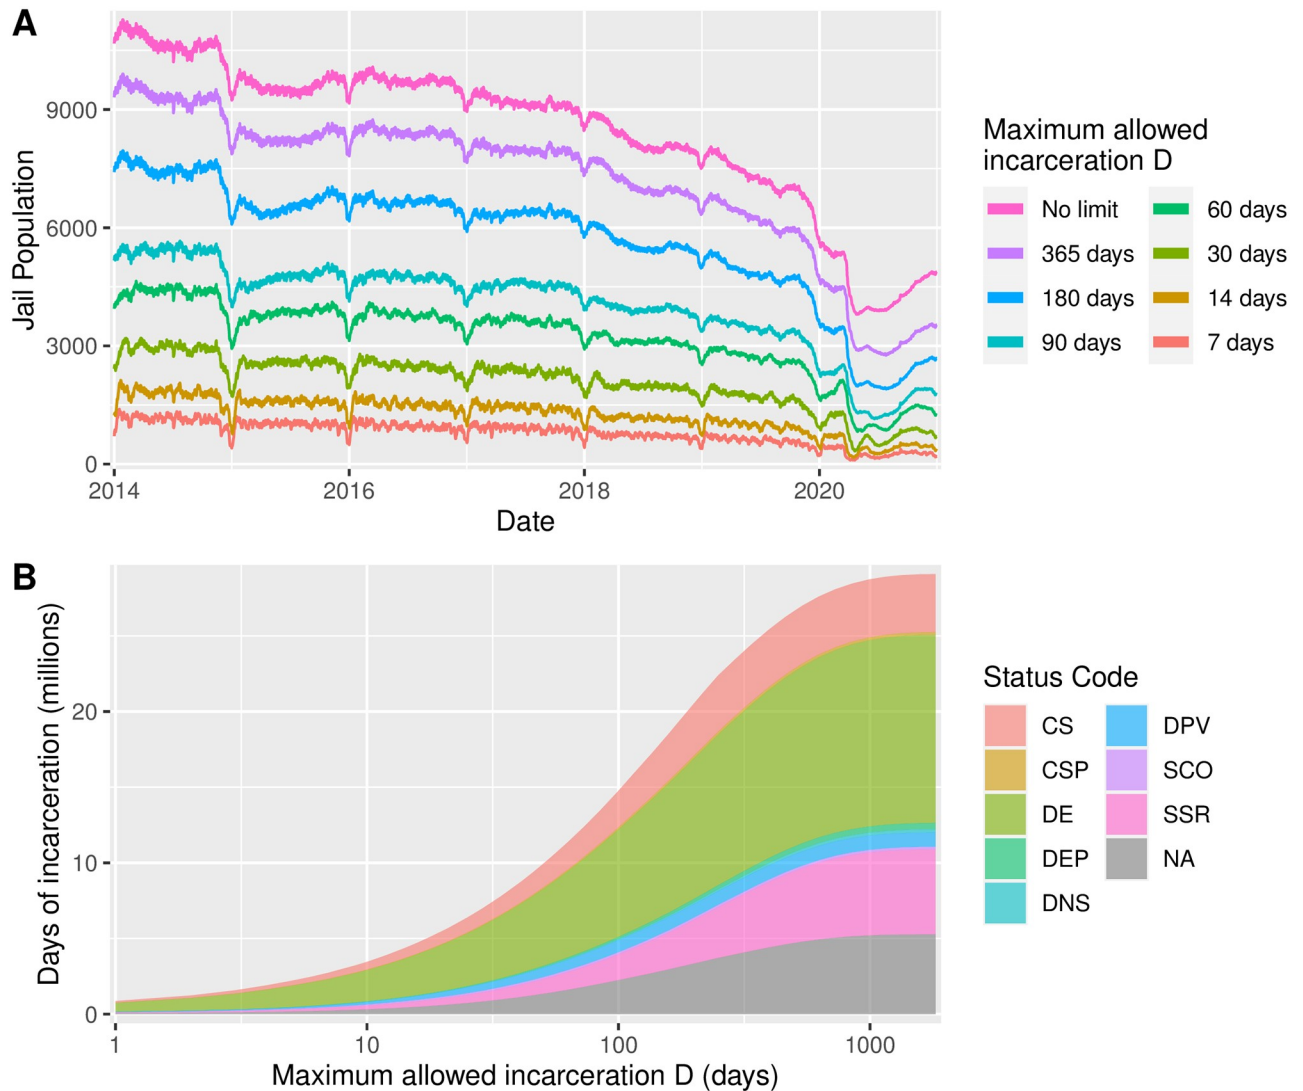 A
Jail Population
9000
6000
3000
0
2014
2016
2018
2020
Date
Maximum allowed
incarceration D
No limit
60 days
365 days
30 days
180 days
14 days
90 days
7 days
B
Days of incarceration (millions)
20
10
0
1
10
100
1000
Maximum allowed incarceration D (days)
Status Code
CS
DPV
CSP
SCO
DE
SSR
DEP
NA
DNS